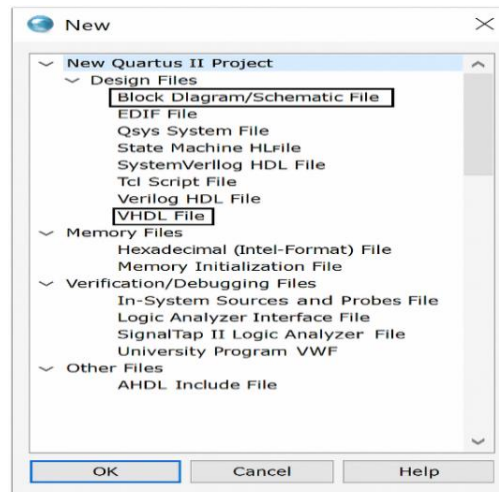 New
New Quartus II Project
Design Files
Block Dlagram/Schematic File
EDIF File
Qsys System File
State Machine HLFile
SystemVerllog HDL File
Tcl Script File
Verilog HDL File
VHDL File
Memory Files
Hexadecimal (Intel-Format) File
Memory Initialization File
Verification/Debugging Files
In-System Sources and Probes File
Logic Analyzer Interface File
SignalTap II Logic Analyzer File
University Program VWF
Other Files
AHDL Include File
OK Cancel Help